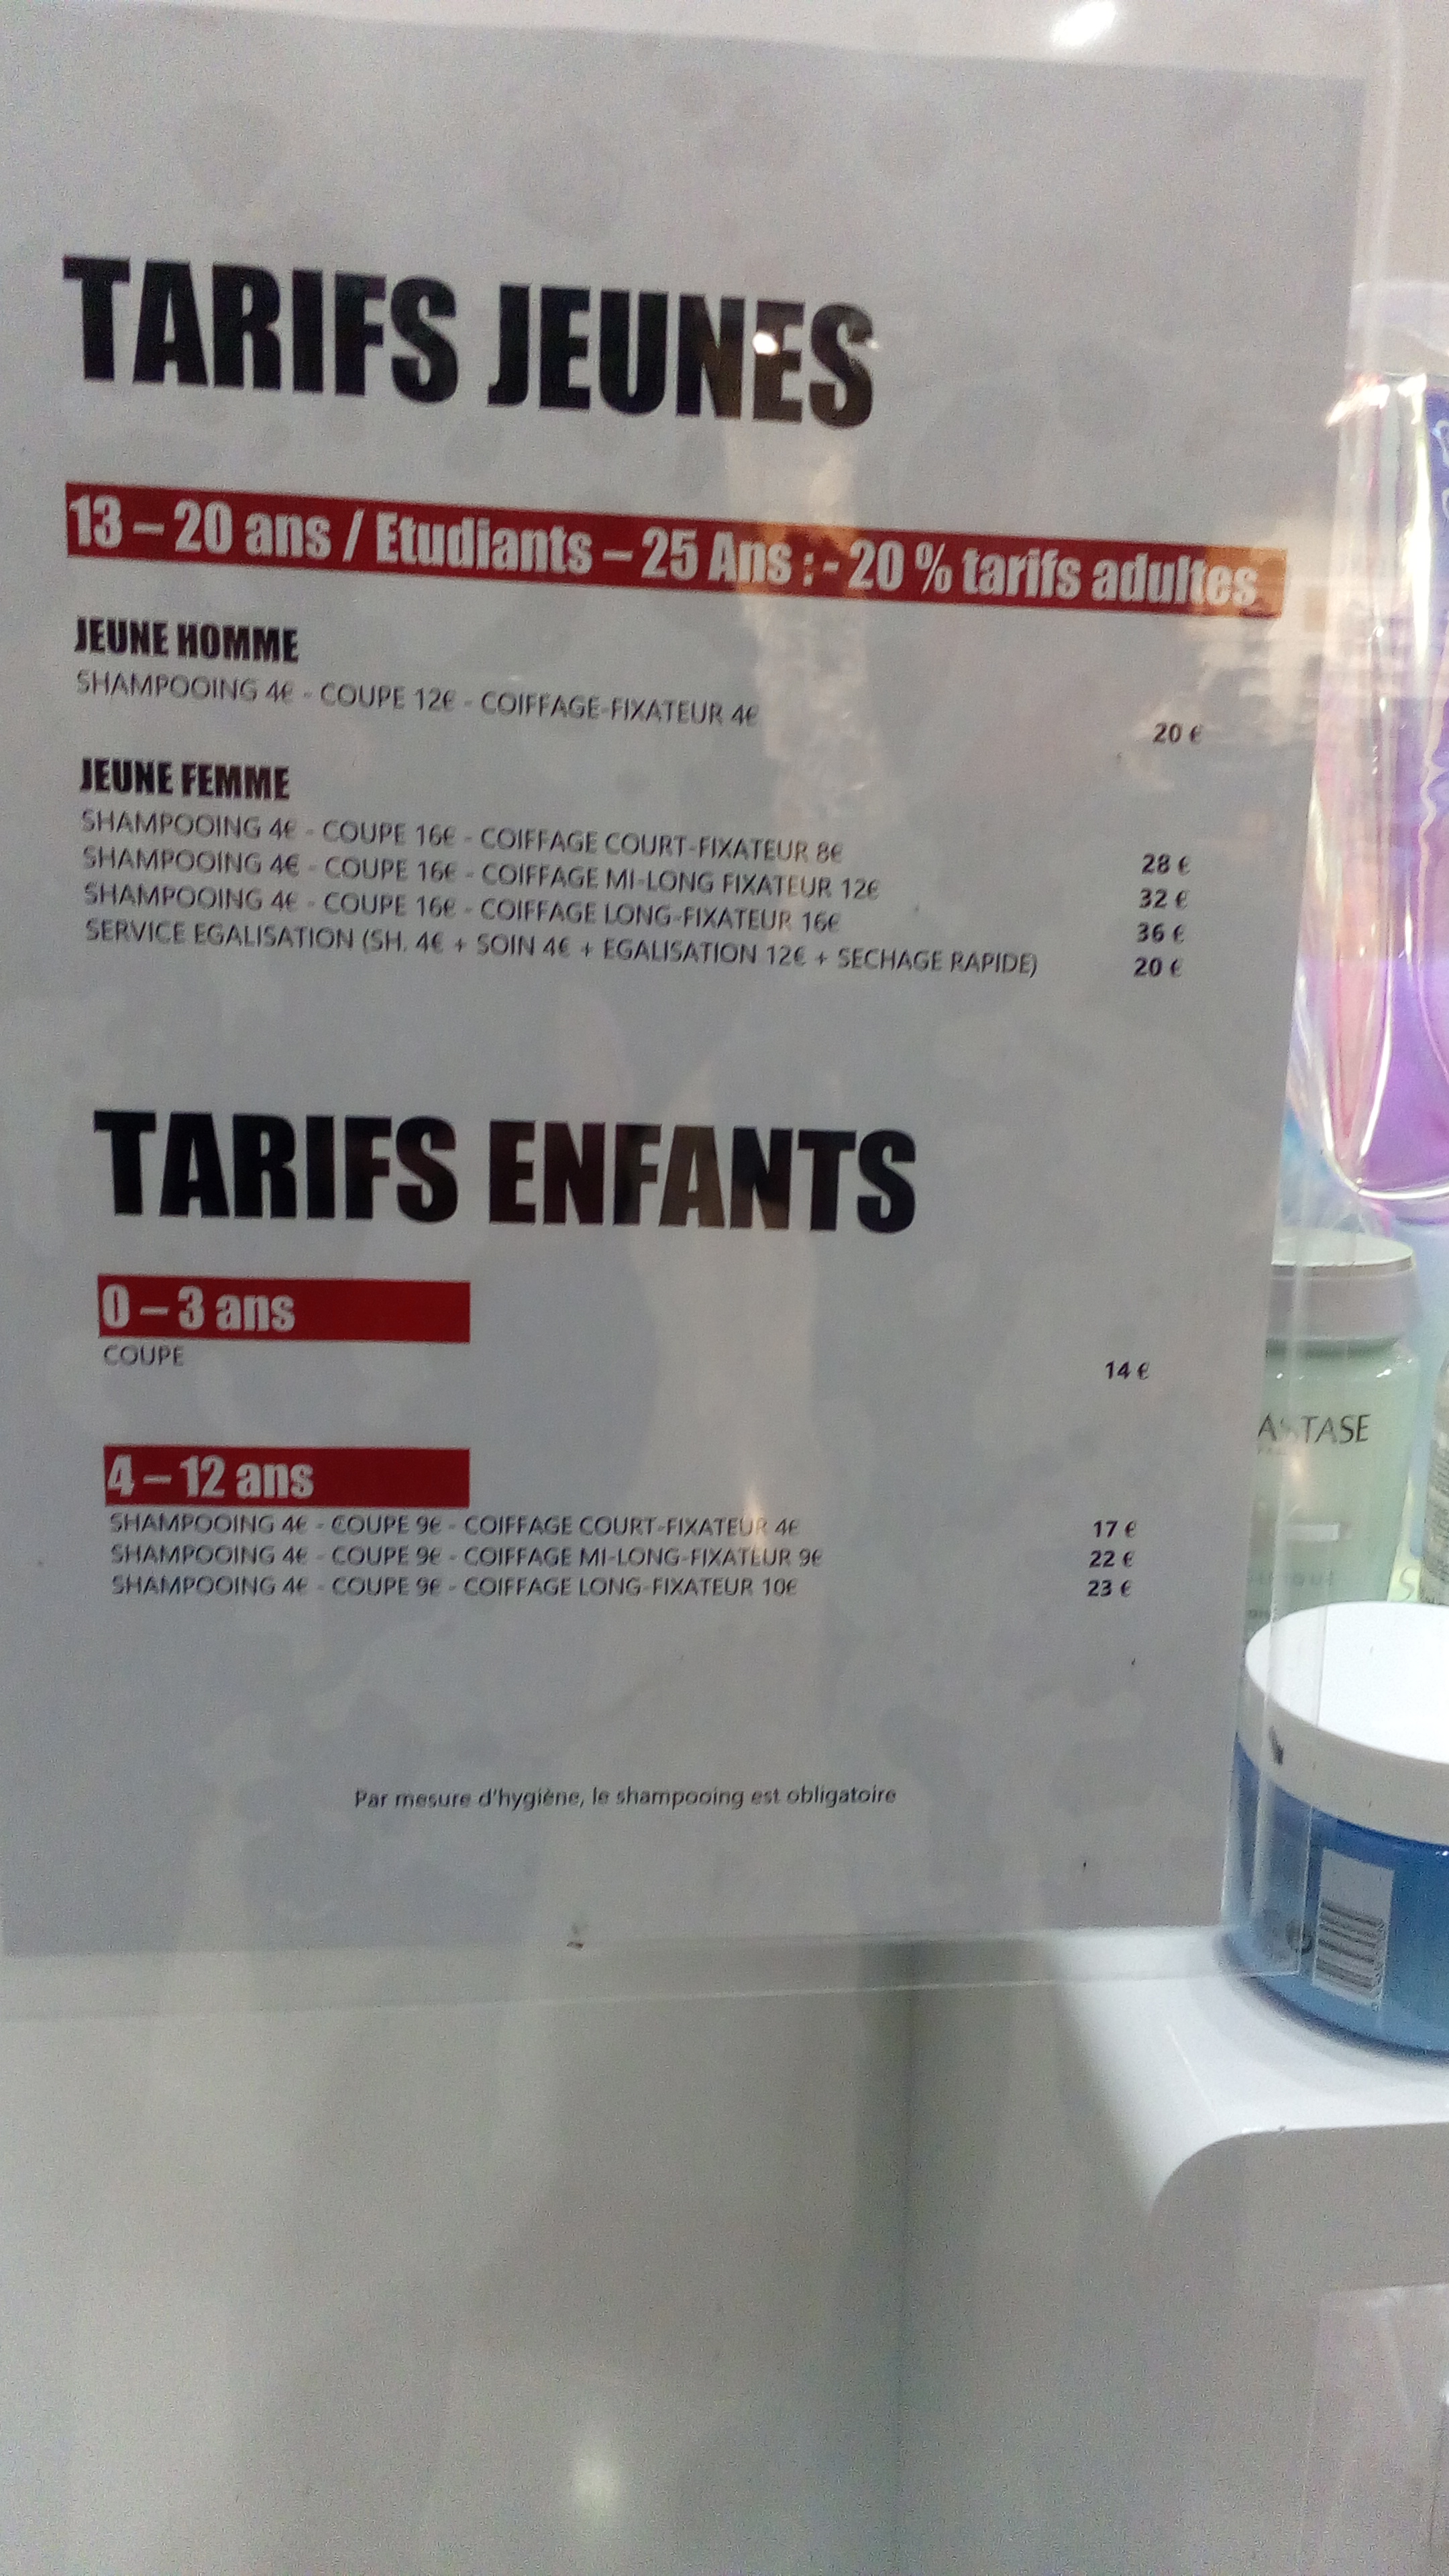 TARIFS JEUNES
13 – 20 ans / Etudiants – 25 Ans : - 20 % tarifs adultes
JEUNE HOMME
SHAMPOOING 4€ - COUPE 12€ - COIFFAGE-FIXATEUR 4€ 20 €
JEUNE FEMME
SHAMPOOING 4€ - COUPE 16€ - COIFFAGE COURT-FIXATEUR 8€ 28 €
SHAMPOOING 4€ - COUPE 16€ - COIFFAGE MI-LONG FIXATEUR 12€ 32 €
SHAMPOOING 4€ - COUPE 16€ - COIFFAGE LONG-FIXATEUR 16€ 36 €
SERVICE EGALISATION (SH. 4€ + SOIN 4€ + EGALISATION 12€ + SECHAGE RAPIDE) 20 €
TARIFS ENFANTS
0 – 3 ans
COUPE 14 €
4 – 12 ans
SHAMPOOING 4€ - COUPE 9€ - COIFFAGE COURT-FIXATEUR 4€ 17 €
SHAMPOOING 4€ - COUPE 9€ - COIFFAGE MI-LONG-FIXATEUR 9€ 22 €
SHAMPOOING 4€ - COUPE 9€ - COIFFAGE LONG-FIXATEUR 10€ 23 €
Par mesure d'hygiène, le shampooing est obligatoire
ASTASE